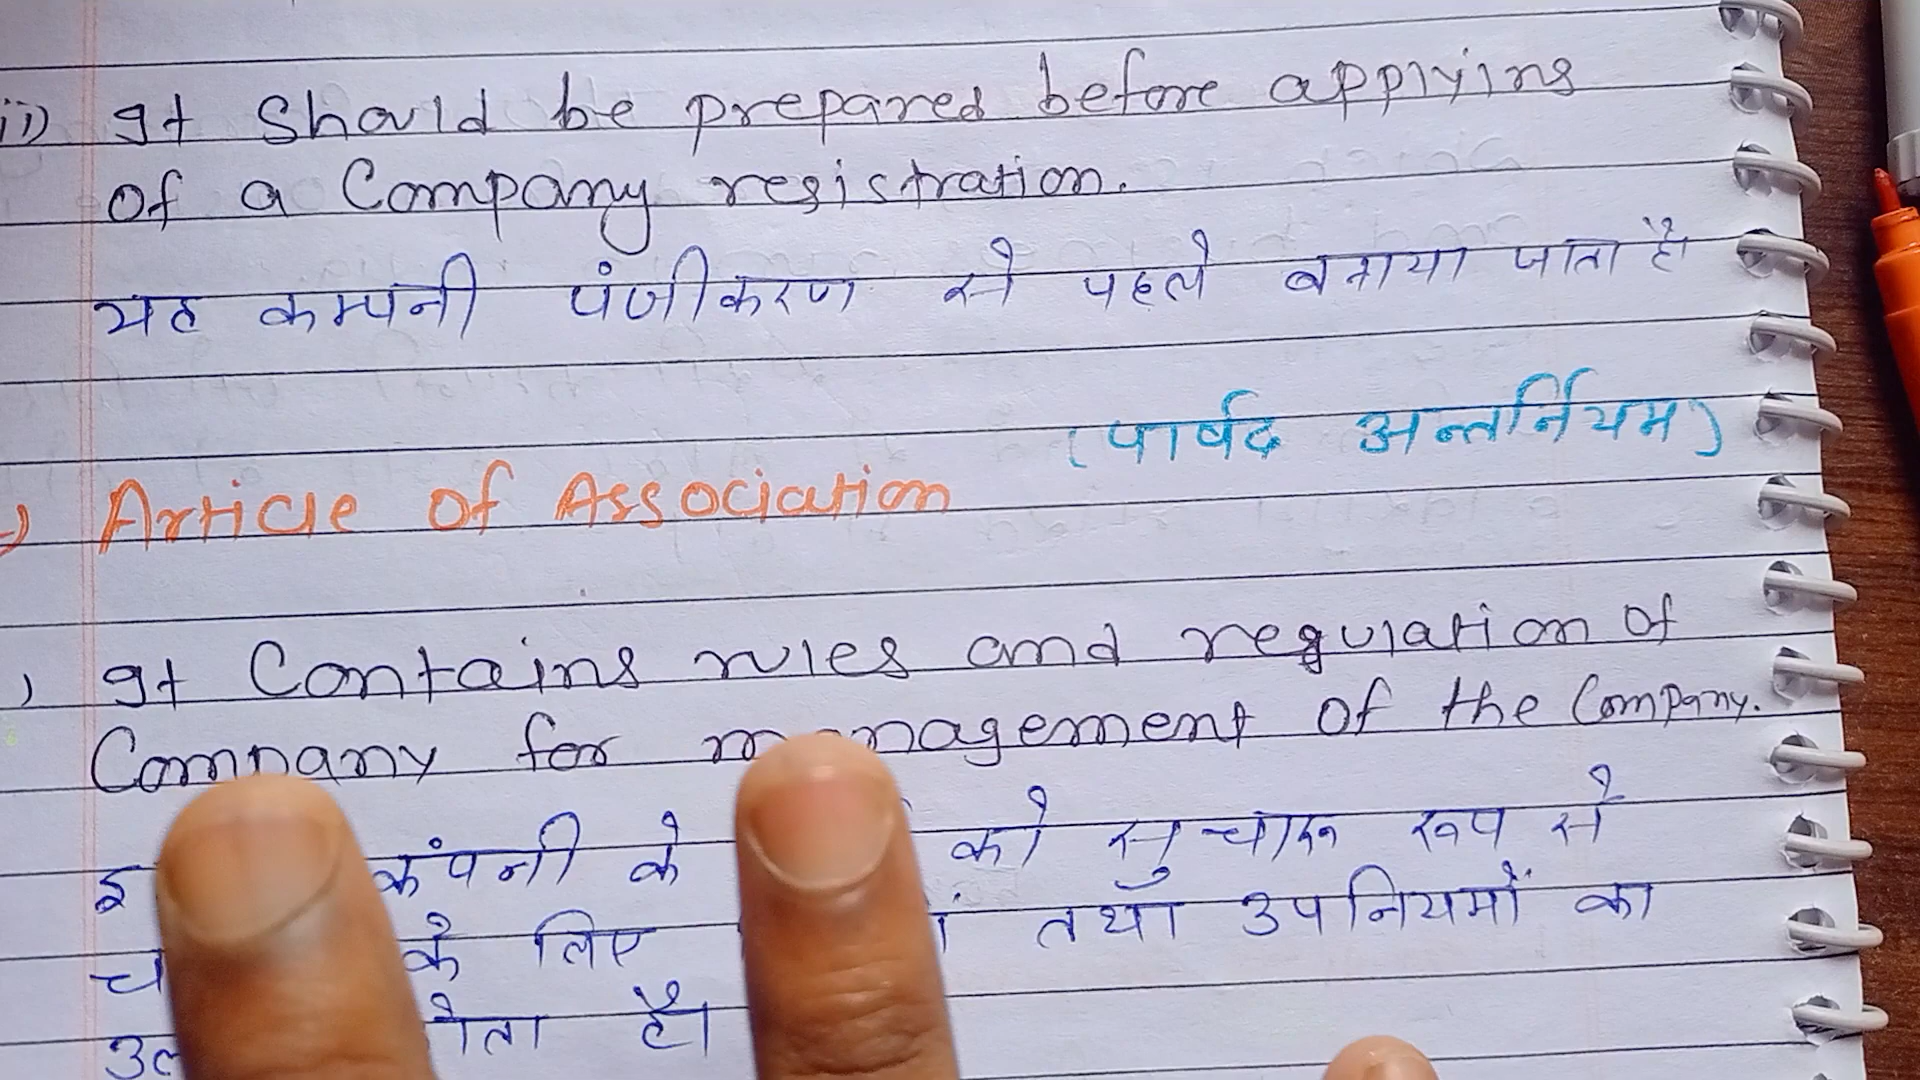 ii) It should be prepared before applying
of a Company registration.
यह कम्पनी पंजीकरण से पहले बनाया जाता है
(पार्षद अन्तर्नियम)
Article of Association
) It Contains rules and regulation of
Company for management of the Company.
कंपनी के को सुचारू रूप से
के लिए तथा उपनियमों का
है।